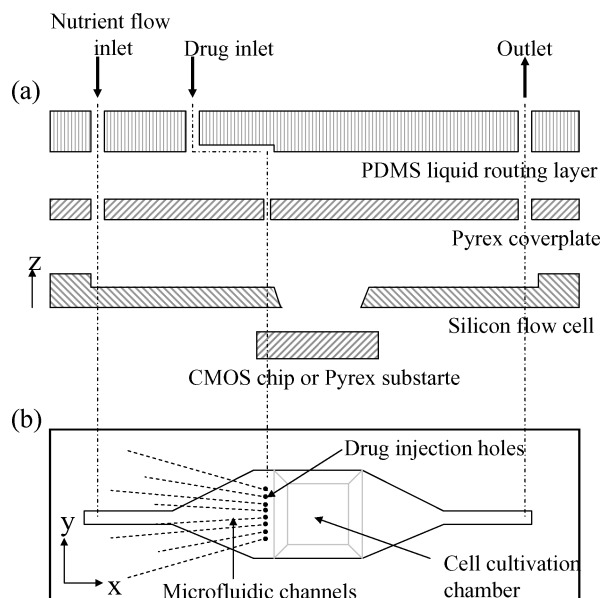 Nutrient flow
inlet
Drug inlet
Outlet
(a)
PDMS liquid routing layer
Pyrex coverplate
z
Silicon flow cell
CMOS chip or Pyrex substarte
(b)
Drug injection holes
y
x
Microfluidic channels
Cell cultivation
chamber